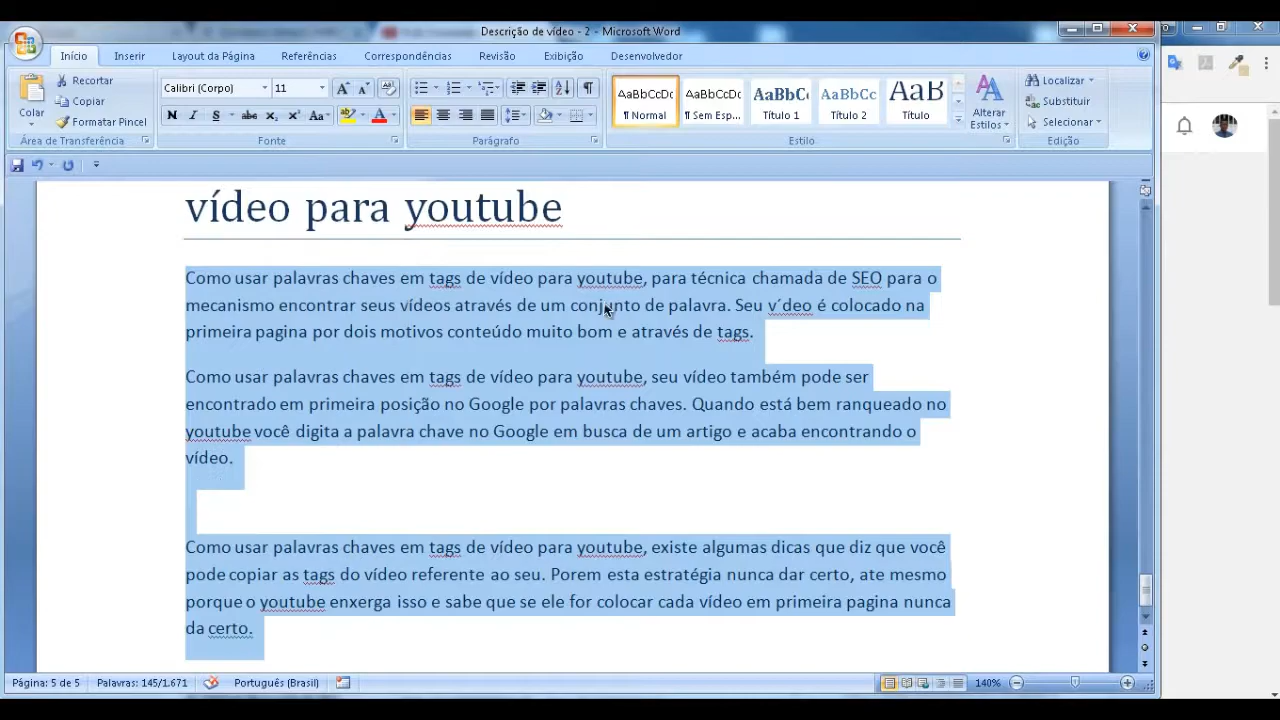 Descrição de vídeo - 2 - Microsoft Word
Início Inserir Layout da Página Referências Correspondências Revisão Exibição Desenvolvedor
Colar
Recortar
Copiar
Formatar Pincel
Área de Transferência
Calibri (Corpo) 11
N I S abc x₂ x² Aa A
Fonte
Parágrafo
AaBbCcDc AaBbCcDc AaBbCc AaBbCc AaB
¶ Normal ¶ Sem Esp... Título 1 Título 2 Título
Alterar
Estilos
Estilo
Localizar
Substituir
Selecionar
Edição
vídeo para youtube
Como usar palavras chaves em tags de vídeo para youtube, para técnica chamada de SEO para o
mecanismo encontrar seus vídeos através de um conjunto de palavra. Seu v´deo é colocado na
primeira pagina por dois motivos conteúdo muito bom e através de tags.
Como usar palavras chaves em tags de vídeo para youtube, seu vídeo também pode ser
encontrado em primeira posição no Google por palavras chaves. Quando está bem ranqueado no
youtube você digita a palavra chave no Google em busca de um artigo e acaba encontrando o
vídeo.
Como usar palavras chaves em tags de vídeo para youtube, existe algumas dicas que diz que você
pode copiar as tags do vídeo referente ao seu. Porem esta estratégia nunca dar certo, ate mesmo
porque o youtube enxerga isso e sabe que se ele for colocar cada vídeo em primeira pagina nunca
da certo.
Página: 5 de 5 Palavras: 145/1.671 Português (Brasil) 140%